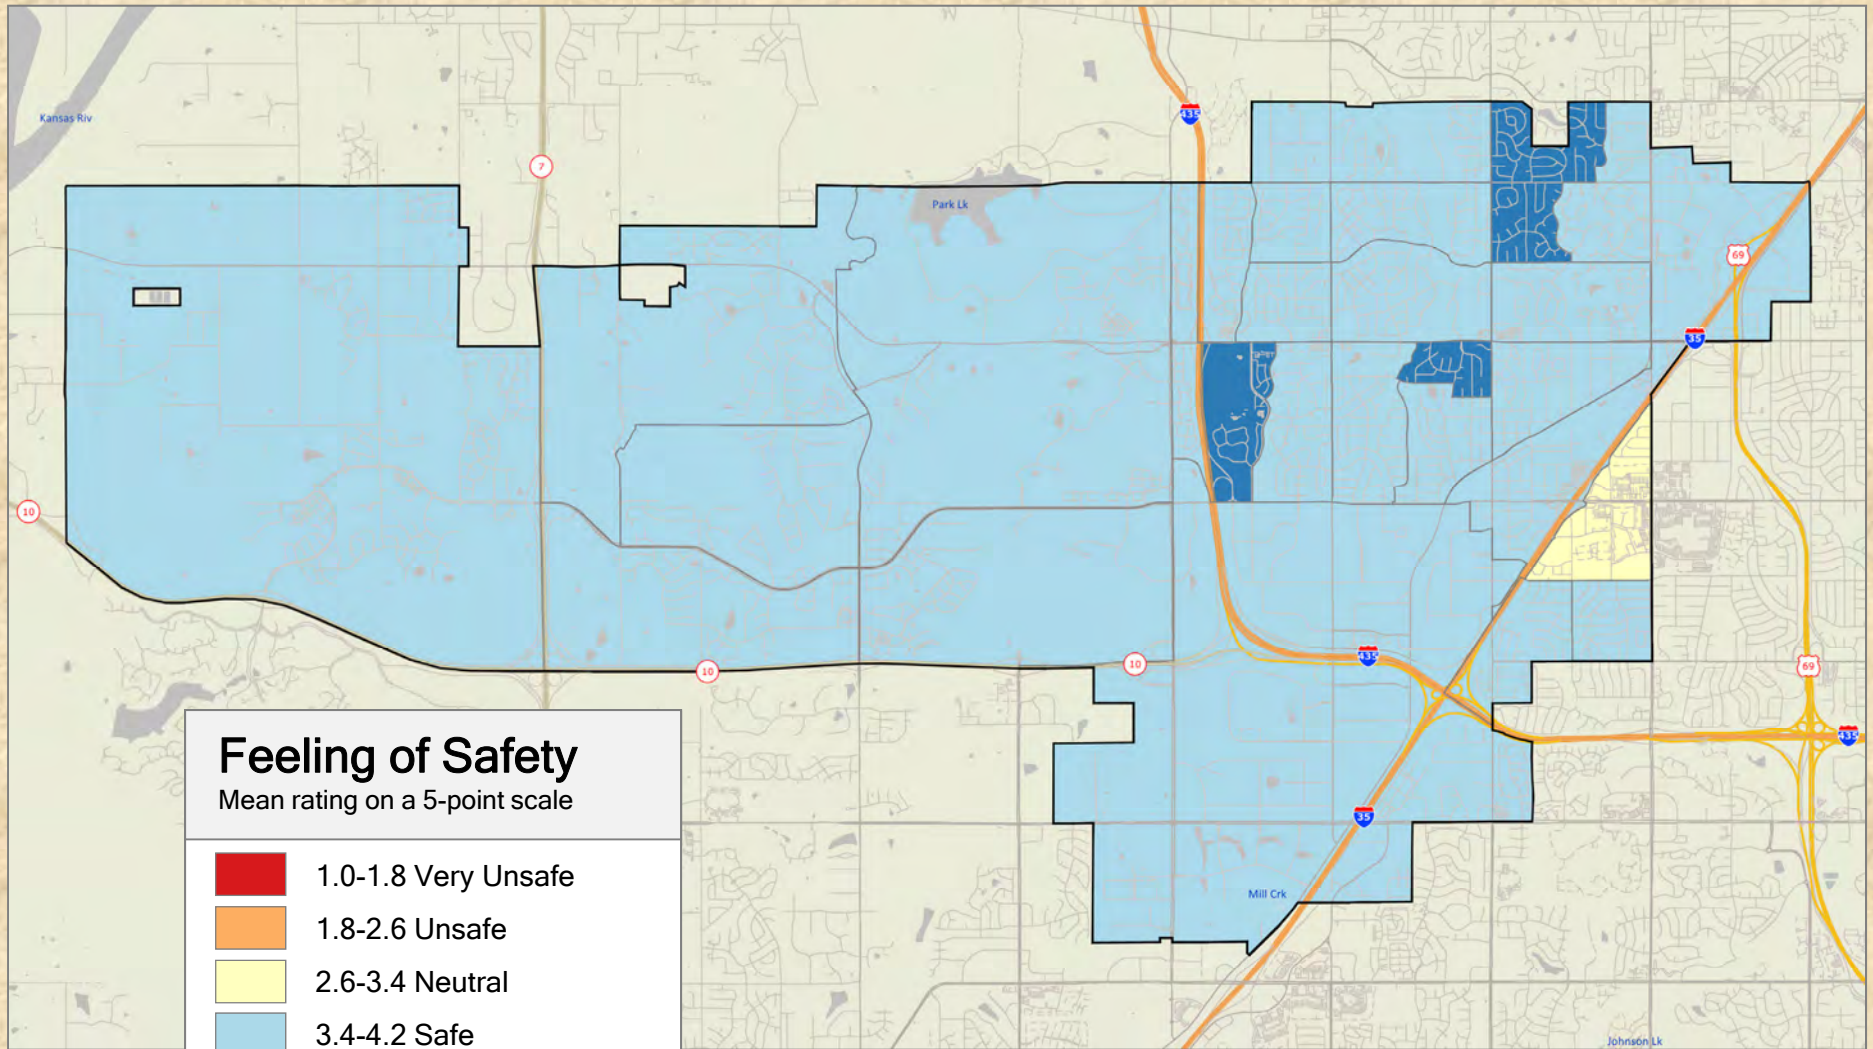 Kansas Riv
435
7
Park Lk
69
35
10
10
10
435
69
435
35
Mill Crk
Johnson Lk
Feeling of Safety
Mean rating on a 5-point scale
1.0-1.8 Very Unsafe
1.8-2.6 Unsafe
2.6-3.4 Neutral
3.4-4.2 Safe